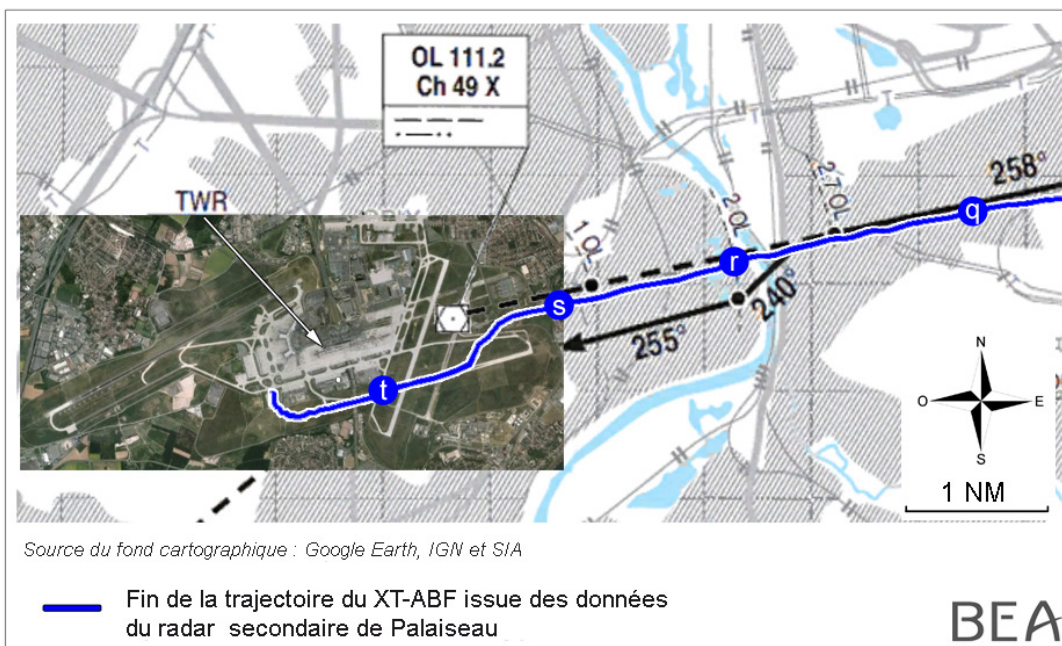 OL 111.2
Ch 49 X
TWR
1 OL
2 OL
2.7 OL
258°
q
r
s
t
240°
255°
N
O
E
S
1 NM
Source du fond cartographique : Google Earth, IGN et SIA
Fin de la trajectoire du XT-ABF issue des données
du radar secondaire de Palaiseau
BEA